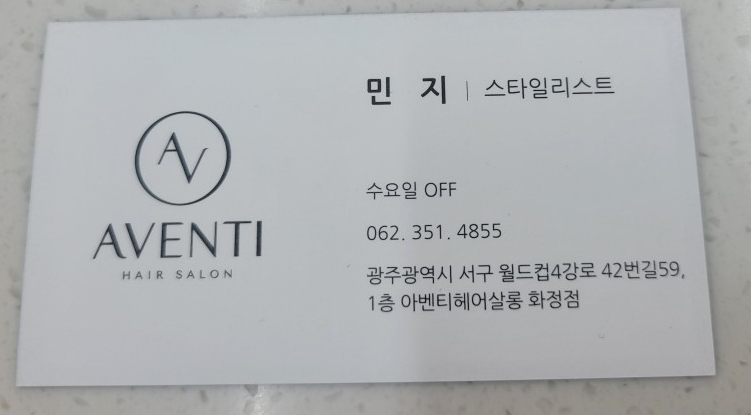 AV
AVENTI
HAIR SALON
민 지 | 스타일리스트
수요일 OFF
062. 351. 4855
광주광역시 서구 월드컵4강로 42번길59,
1층 아벤티헤어살롱 화정점